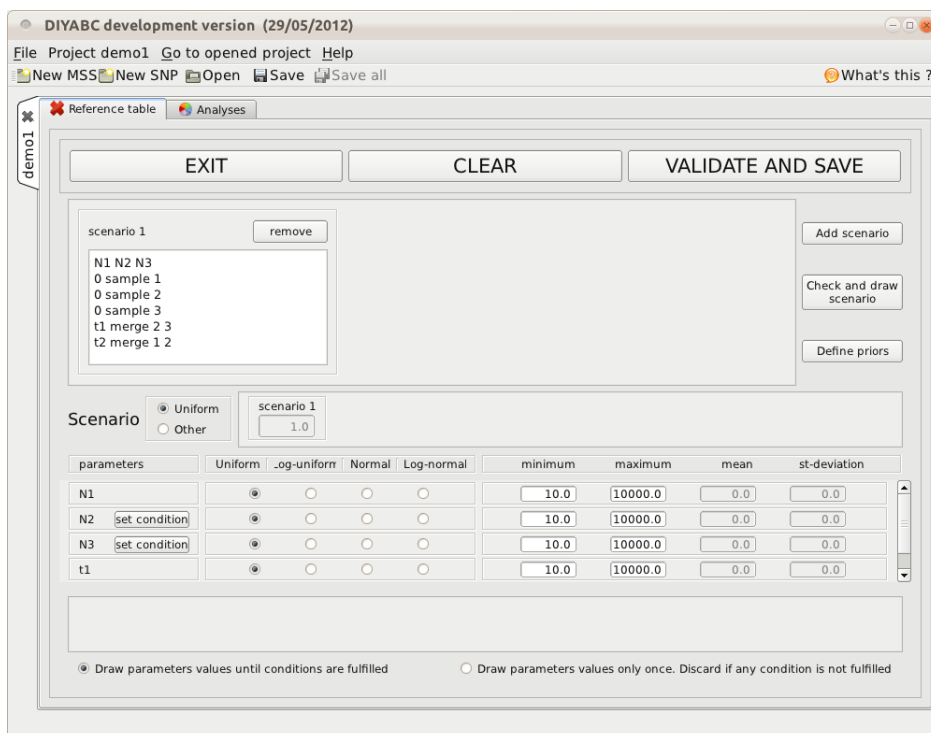 DIYABC development version (29/05/2012)
File Project demo1 Go to opened project Help
New MSS New SNP Open Save Save all What's this ?
demo1
Reference table Analyses
EXIT CLEAR VALIDATE AND SAVE
scenario 1 remove
N1 N2 N3
0 sample 1
0 sample 2
0 sample 3
t1 merge 2 3
t2 merge 1 2
Add scenario
Check and draw
scenario
Define priors
Scenario
Uniform
Other
scenario 1
1.0
parameters Uniform .og-uniform Normal Log-normal minimum maximum mean st-deviation
N1 10.0 10000.0 0.0 0.0
N2 set condition 10.0 10000.0 0.0 0.0
N3 set condition 10.0 10000.0 0.0 0.0
t1 10.0 10000.0 0.0 0.0
Draw parameters values until conditions are fulfilled Draw parameters values only once. Discard if any condition is not fulfilled